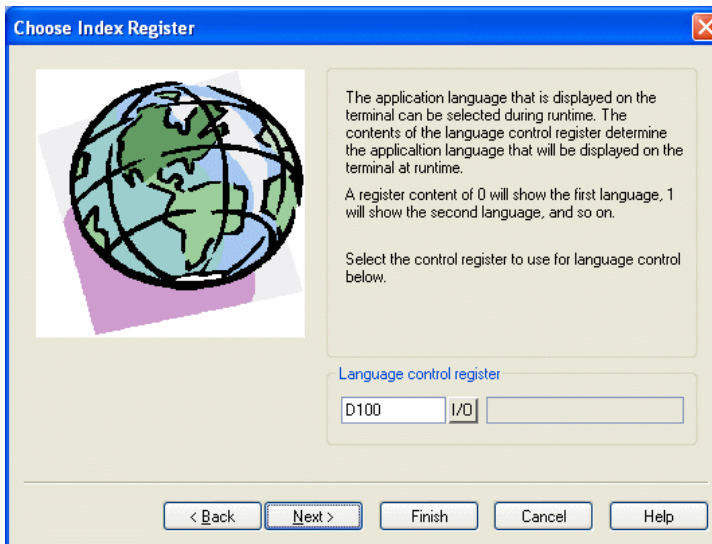 Choose Index Register
The application language that is displayed on the
terminal can be selected during runtime. The
contents of the language control register determine
the applicaltion language that will be displayed on the
terminal at runtime.
A register content of 0 will show the first language, 1
will show the second language, and so on.
Select the control register to use for language control
below.
Language control register
D100 I/O
< Back Next > Finish Cancel Help